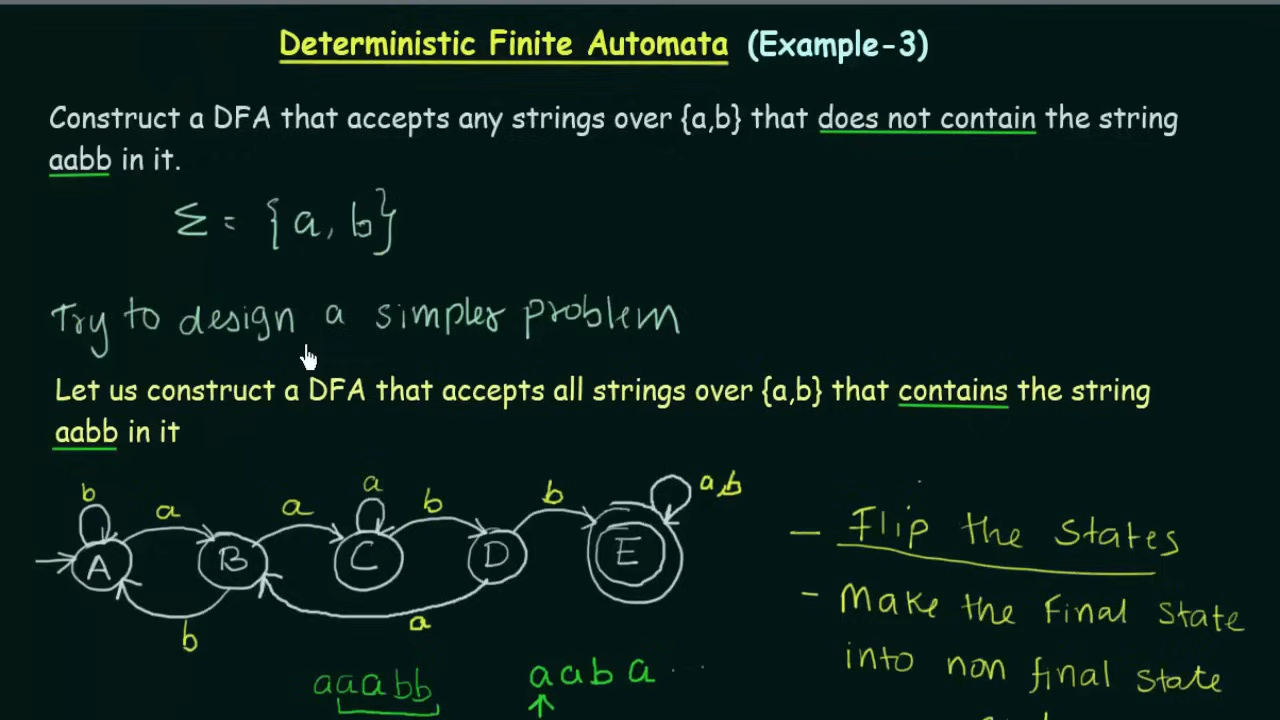 Deterministic Finite Automata (Example-3)
Construct a DFA that accepts any strings over {a,b} that does not contain the string
aabb in it.
Σ = {a, b}
Try to design a simpler problem
Let us construct a DFA that accepts all strings over {a,b} that contains the string
aabb in it
b a a a b b a,b
A B C D E
b a
- Flip the States
- Make the Final State
into non final state
aaabb aaba ...